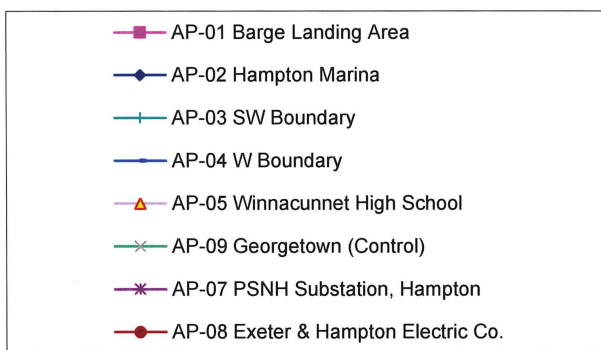 AP-01 Barge Landing Area
AP-02 Hampton Marina
AP-03 SW Boundary
AP-04 W Boundary
AP-05 Winnacunnet High School
AP-09 Georgetown (Control)
AP-07 PSNH Substation, Hampton
AP-08 Exeter & Hampton Electric Co.